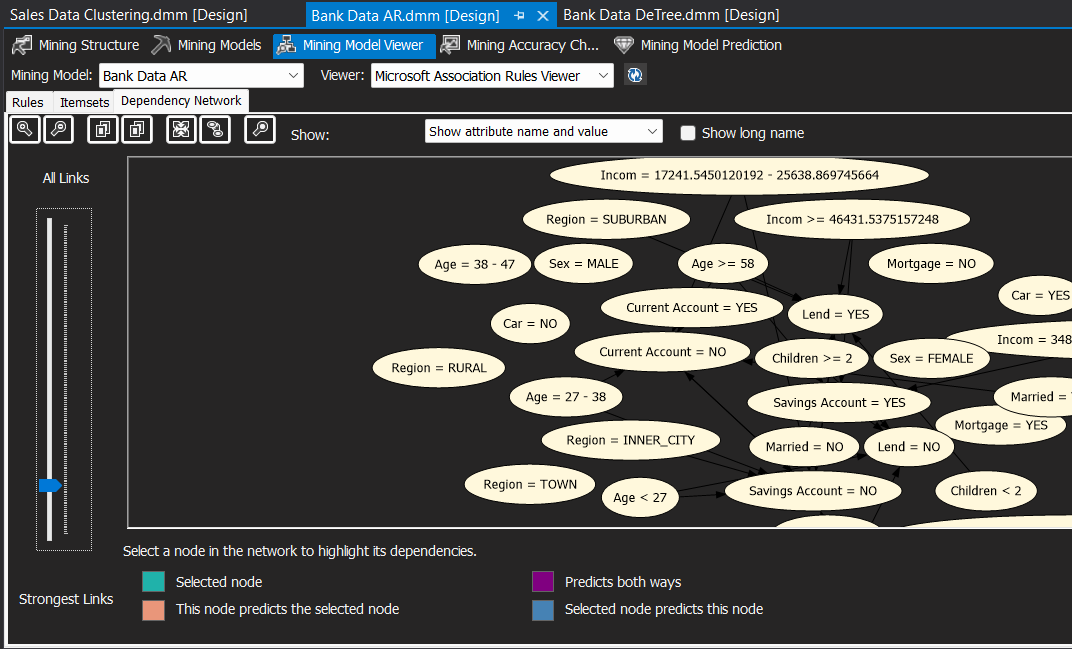 Sales Data Clustering.dmm [Design]
Bank Data AR.dmm [Design]
Bank Data DeTree.dmm [Design]
Mining Structure
Mining Models
Mining Model Viewer
Mining Accuracy Ch...
Mining Model Prediction
Mining Model:
Bank Data AR
Viewer:
Microsoft Association Rules Viewer
Rules
Itemsets
Dependency Network
Show:
Show attribute name and value
Show long name
All Links
Incom = 17241.5450120192 - 25638.869745664
Region = SUBURBAN
Incom >= 46431.5375157248
Age = 38 - 47
Sex = MALE
Age >= 58
Mortgage = NO
Car = YES
Current Account = YES
Lend = YES
Car = NO
Incom = 348
Current Account = NO
Children >= 2
Sex = FEMALE
Region = RURAL
Age = 27 - 38
Savings Account = YES
Married =
Mortgage = YES
Region = INNER_CITY
Married = NO
Lend = NO
Region = TOWN
Age < 27
Savings Account = NO
Children < 2
Select a node in the network to highlight its dependencies.
Selected node
Predicts both ways
Strongest Links
This node predicts the selected node
Selected node predicts this node